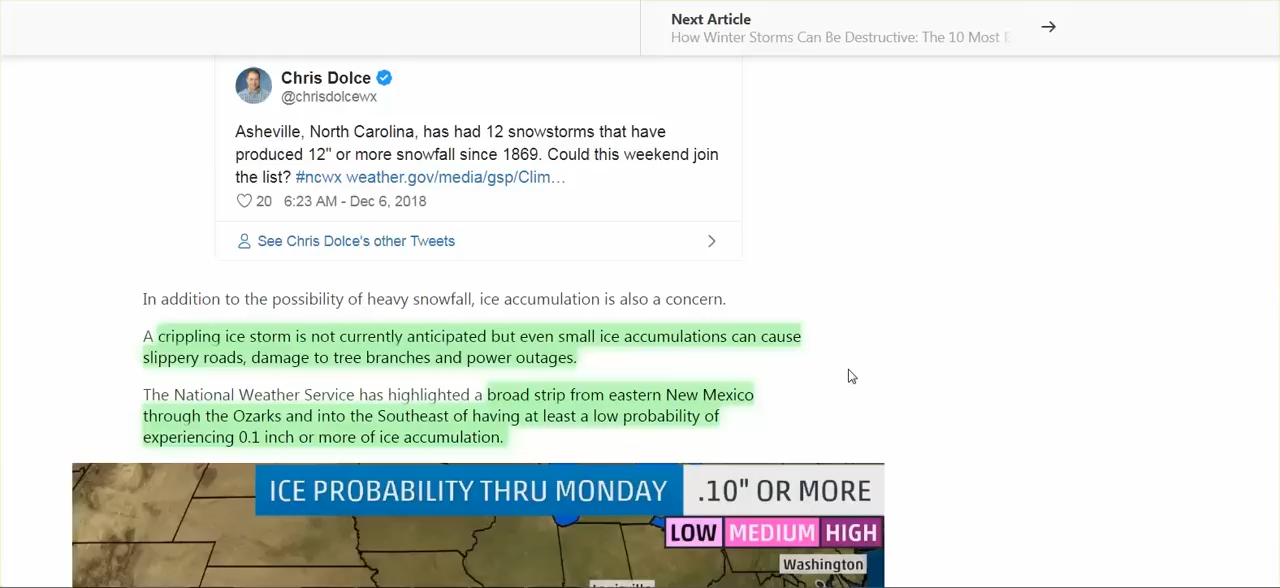 Next Article
How Winter Storms Can Be Destructive: The 10 Most
Chris Dolce
@chrisdolcewx
Asheville, North Carolina, has had 12 snowstorms that have
produced 12" or more snowfall since 1869. Could this weekend join
the list? #ncwx weather.gov/media/gsp/Clim…
20 6:23 AM - Dec 6, 2018
See Chris Dolce's other Tweets
In addition to the possibility of heavy snowfall, ice accumulation is also a concern.
A crippling ice storm is not currently anticipated but even small ice accumulations can cause
slippery roads, damage to tree branches and power outages.
The National Weather Service has highlighted a broad strip from eastern New Mexico
through the Ozarks and into the Southeast of having at least a low probability of
experiencing 0.1 inch or more of ice accumulation.
ICE PROBABILITY THRU MONDAY .10" OR MORE
LOW MEDIUM HIGH
Washington